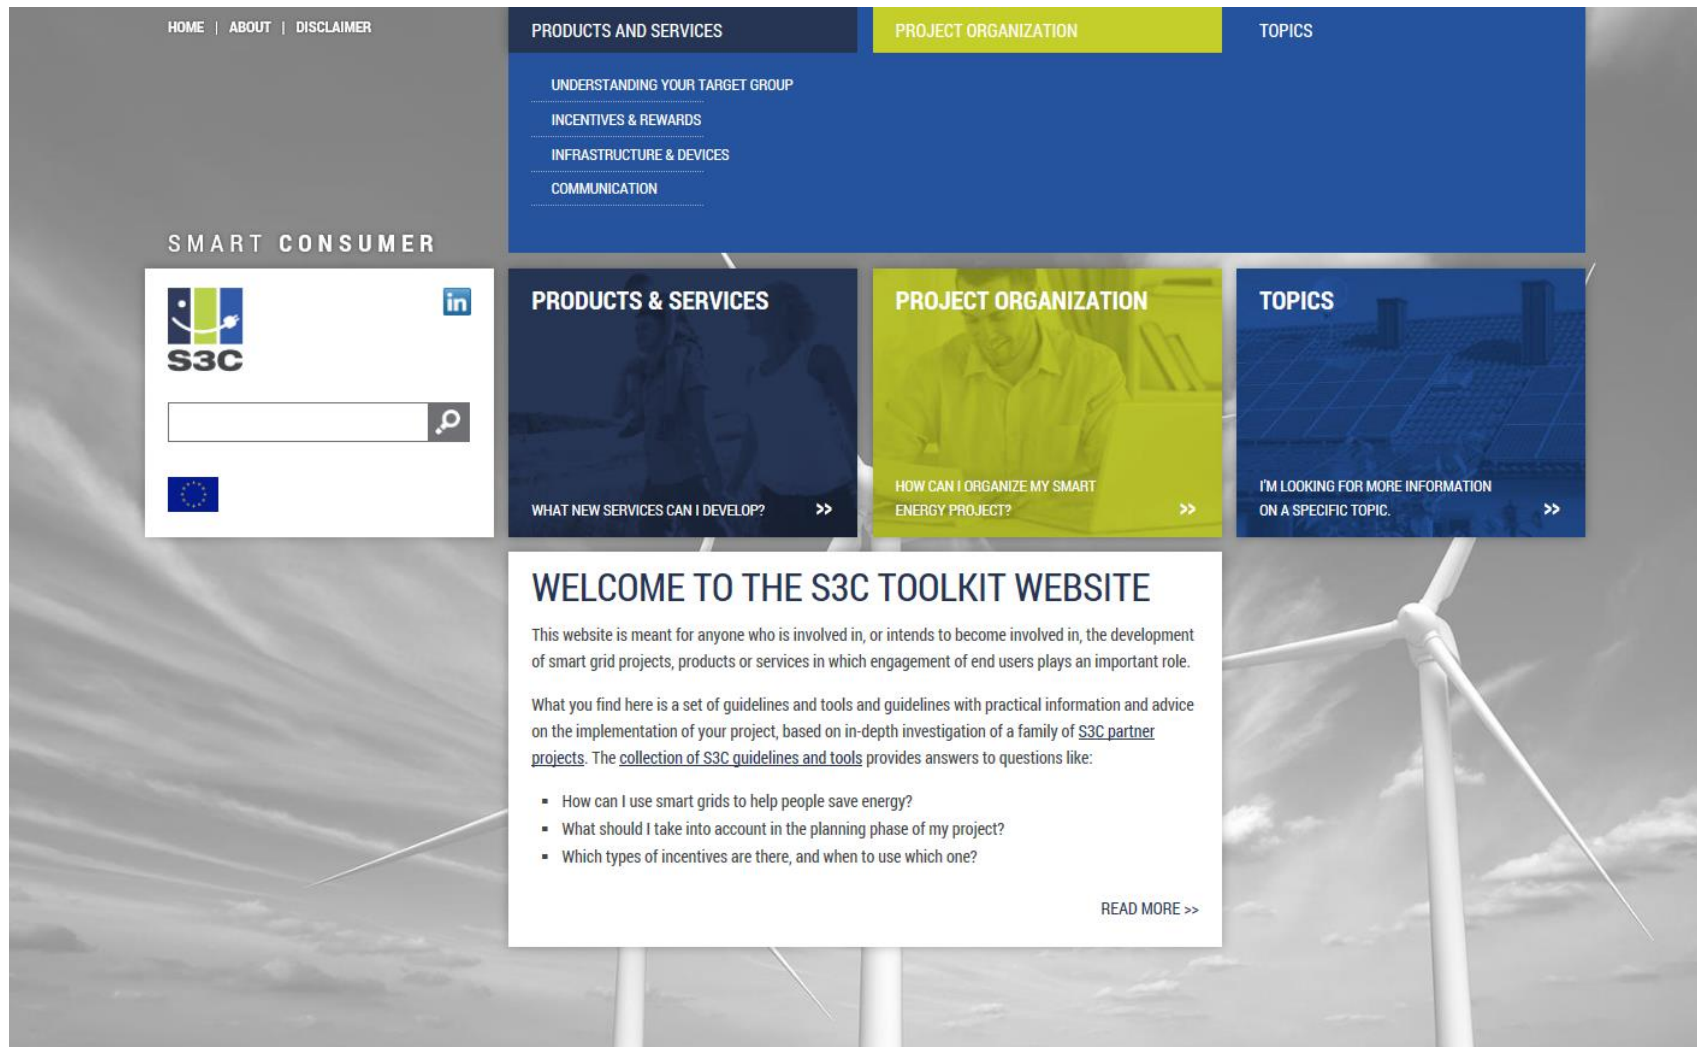 HOME | ABOUT | DISCLAIMER
PRODUCTS AND SERVICES
PROJECT ORGANIZATION
TOPICS
UNDERSTANDING YOUR TARGET GROUP
INCENTIVES & REWARDS
INFRASTRUCTURE & DEVICES
COMMUNICATION
SMART CONSUMER
in
S3C
PRODUCTS & SERVICES
WHAT NEW SERVICES CAN I DEVELOP? >>
PROJECT ORGANIZATION
HOW CAN I ORGANIZE MY SMART
ENERGY PROJECT? >>
TOPICS
I'M LOOKING FOR MORE INFORMATION
ON A SPECIFIC TOPIC. >>
WELCOME TO THE S3C TOOLKIT WEBSITE
This website is meant for anyone who is involved in, or intends to become involved in, the development
of smart grid projects, products or services in which engagement of end users plays an important role.
What you find here is a set of guidelines and tools and guidelines with practical information and advice
on the implementation of your project, based on in-depth investigation of a family of S3C partner
projects. The collection of S3C guidelines and tools provides answers to questions like:
▪ How can I use smart grids to help people save energy?
▪ What should I take into account in the planning phase of my project?
▪ Which types of incentives are there, and when to use which one?
READ MORE >>